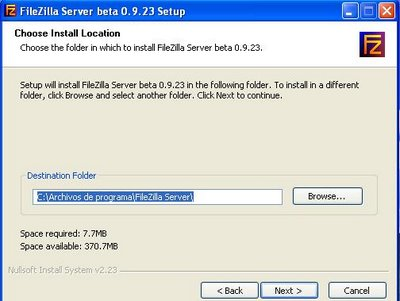 FileZilla Server beta 0.9.23 Setup
Choose Install Location
Choose the folder in which to install FileZilla Server beta 0.9.23.
Setup will install FileZilla Server beta 0.9.23 in the following folder. To install in a different
folder, click Browse and select another folder. Click Next to continue.
Destination Folder
C:\Archivos de programa\FileZilla Server\
Browse...
Space required: 7.7MB
Space available: 370.7MB
Nullsoft Install System v2.23
< Back
Next >
Cancel